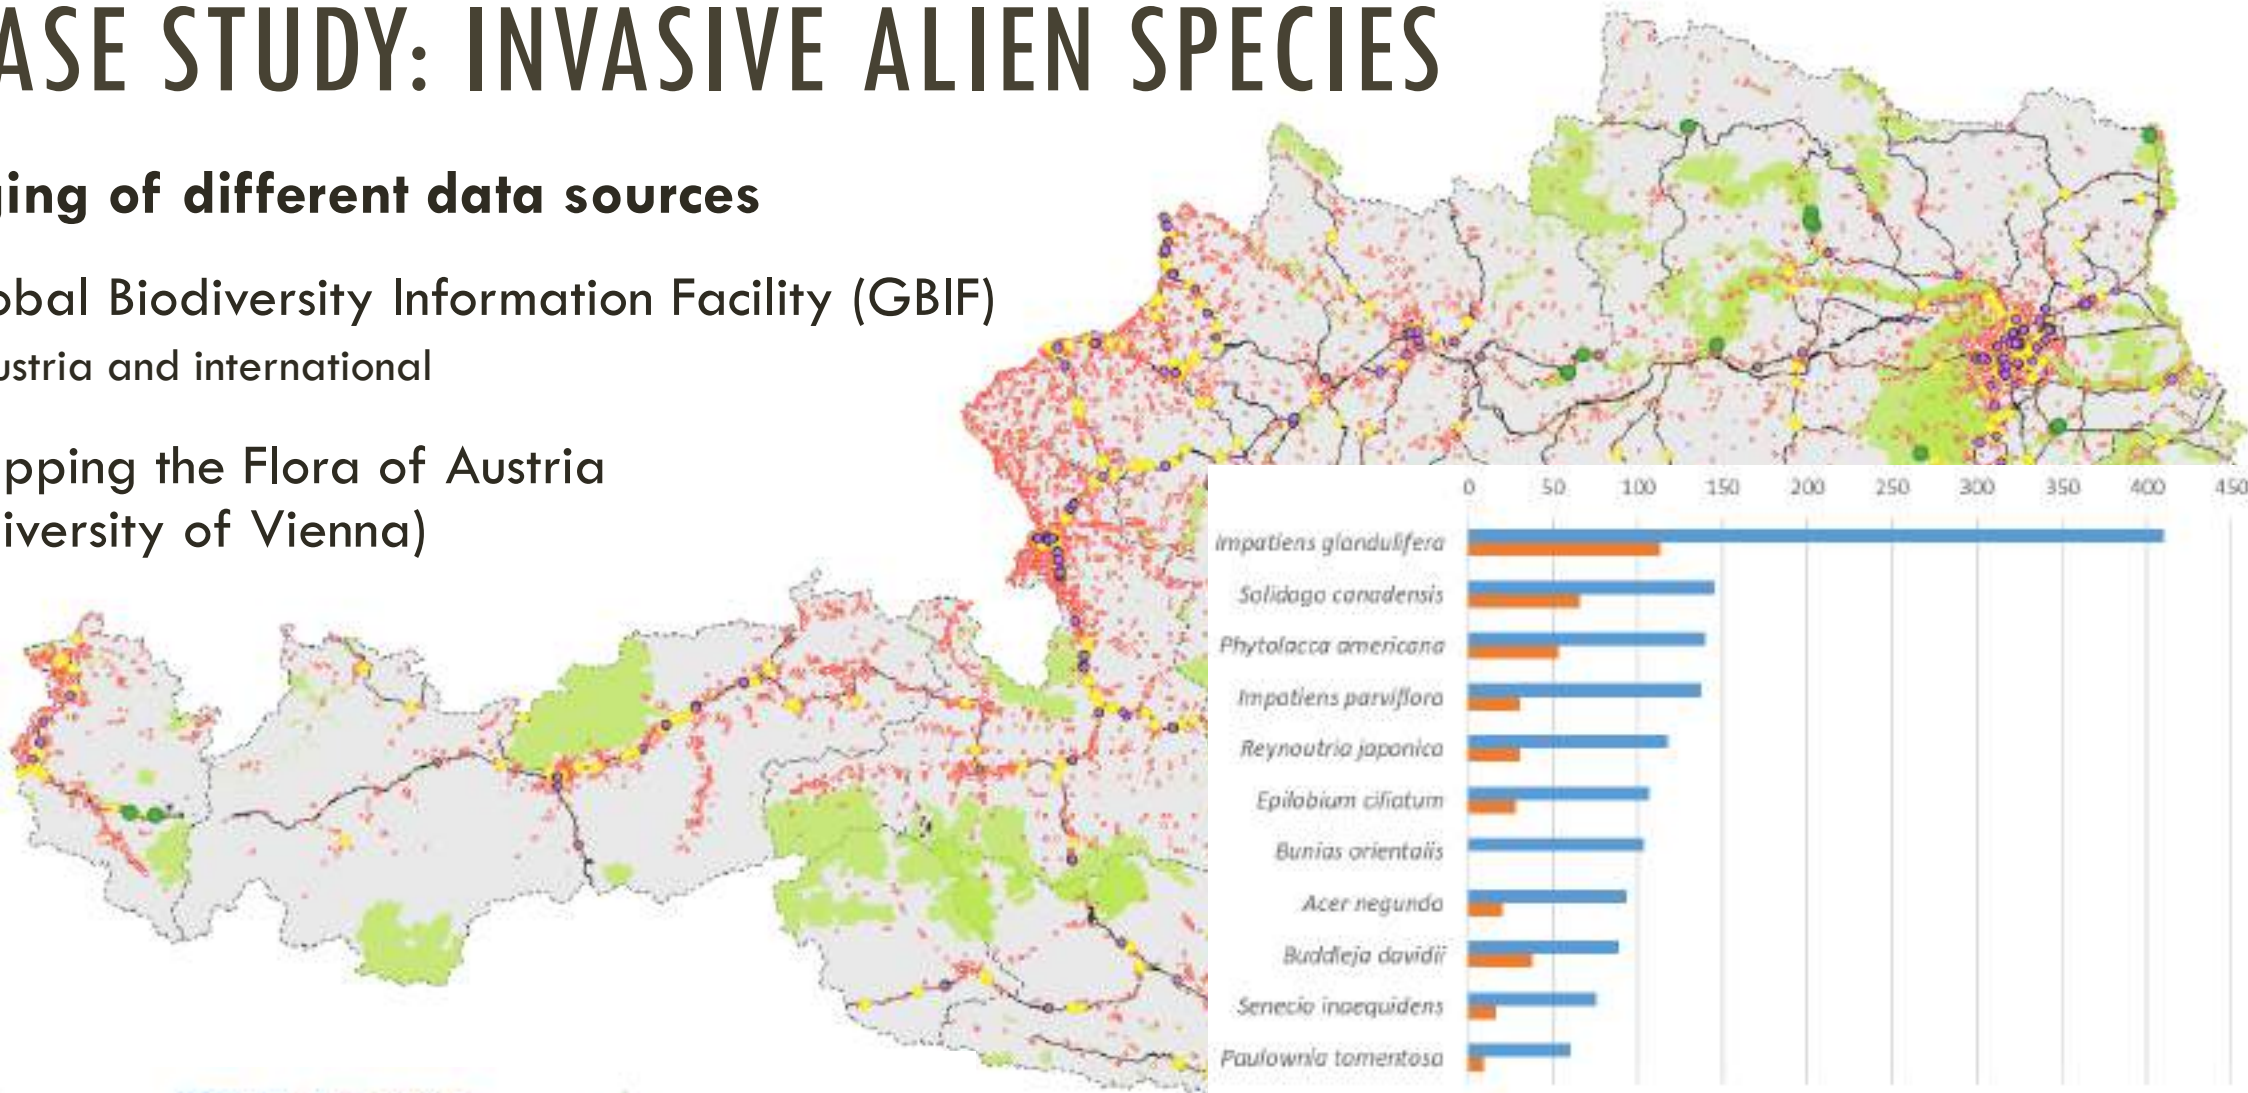 ASE STUDY: INVASIVE ALIEN SPECIES
ging of different data sources
obal Biodiversity Information Facility (GBIF)
ustria and international
pping the Flora of Austria
iversity of Vienna)
0 50 100 150 200 250 300 350 400 450
Impatiens glandulifera
Solidago canadensis
Phytolacca americana
Impatiens parviflora
Reynoutria japonica
Epilobium ciliatum
Bunias orientalis
Acer negundo
Buddleja davidii
Senecio inaequidens
Paulownia tomentosa